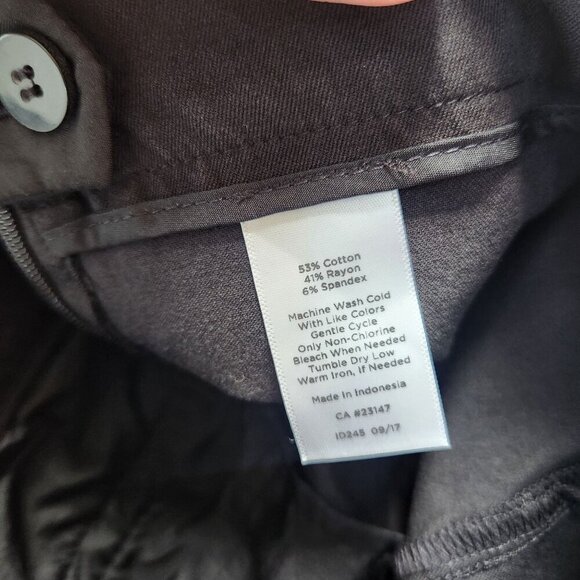 53% Cotton
41% Rayon
6% Spandex
Machine Wash Cold
With Like Colors
Gentle Cycle
Only Non-Chlorine
Bleach When Needed
Tumble Dry Low
Warm Iron, If Needed
Made In Indonesia
CA #23147
ID245 09/17